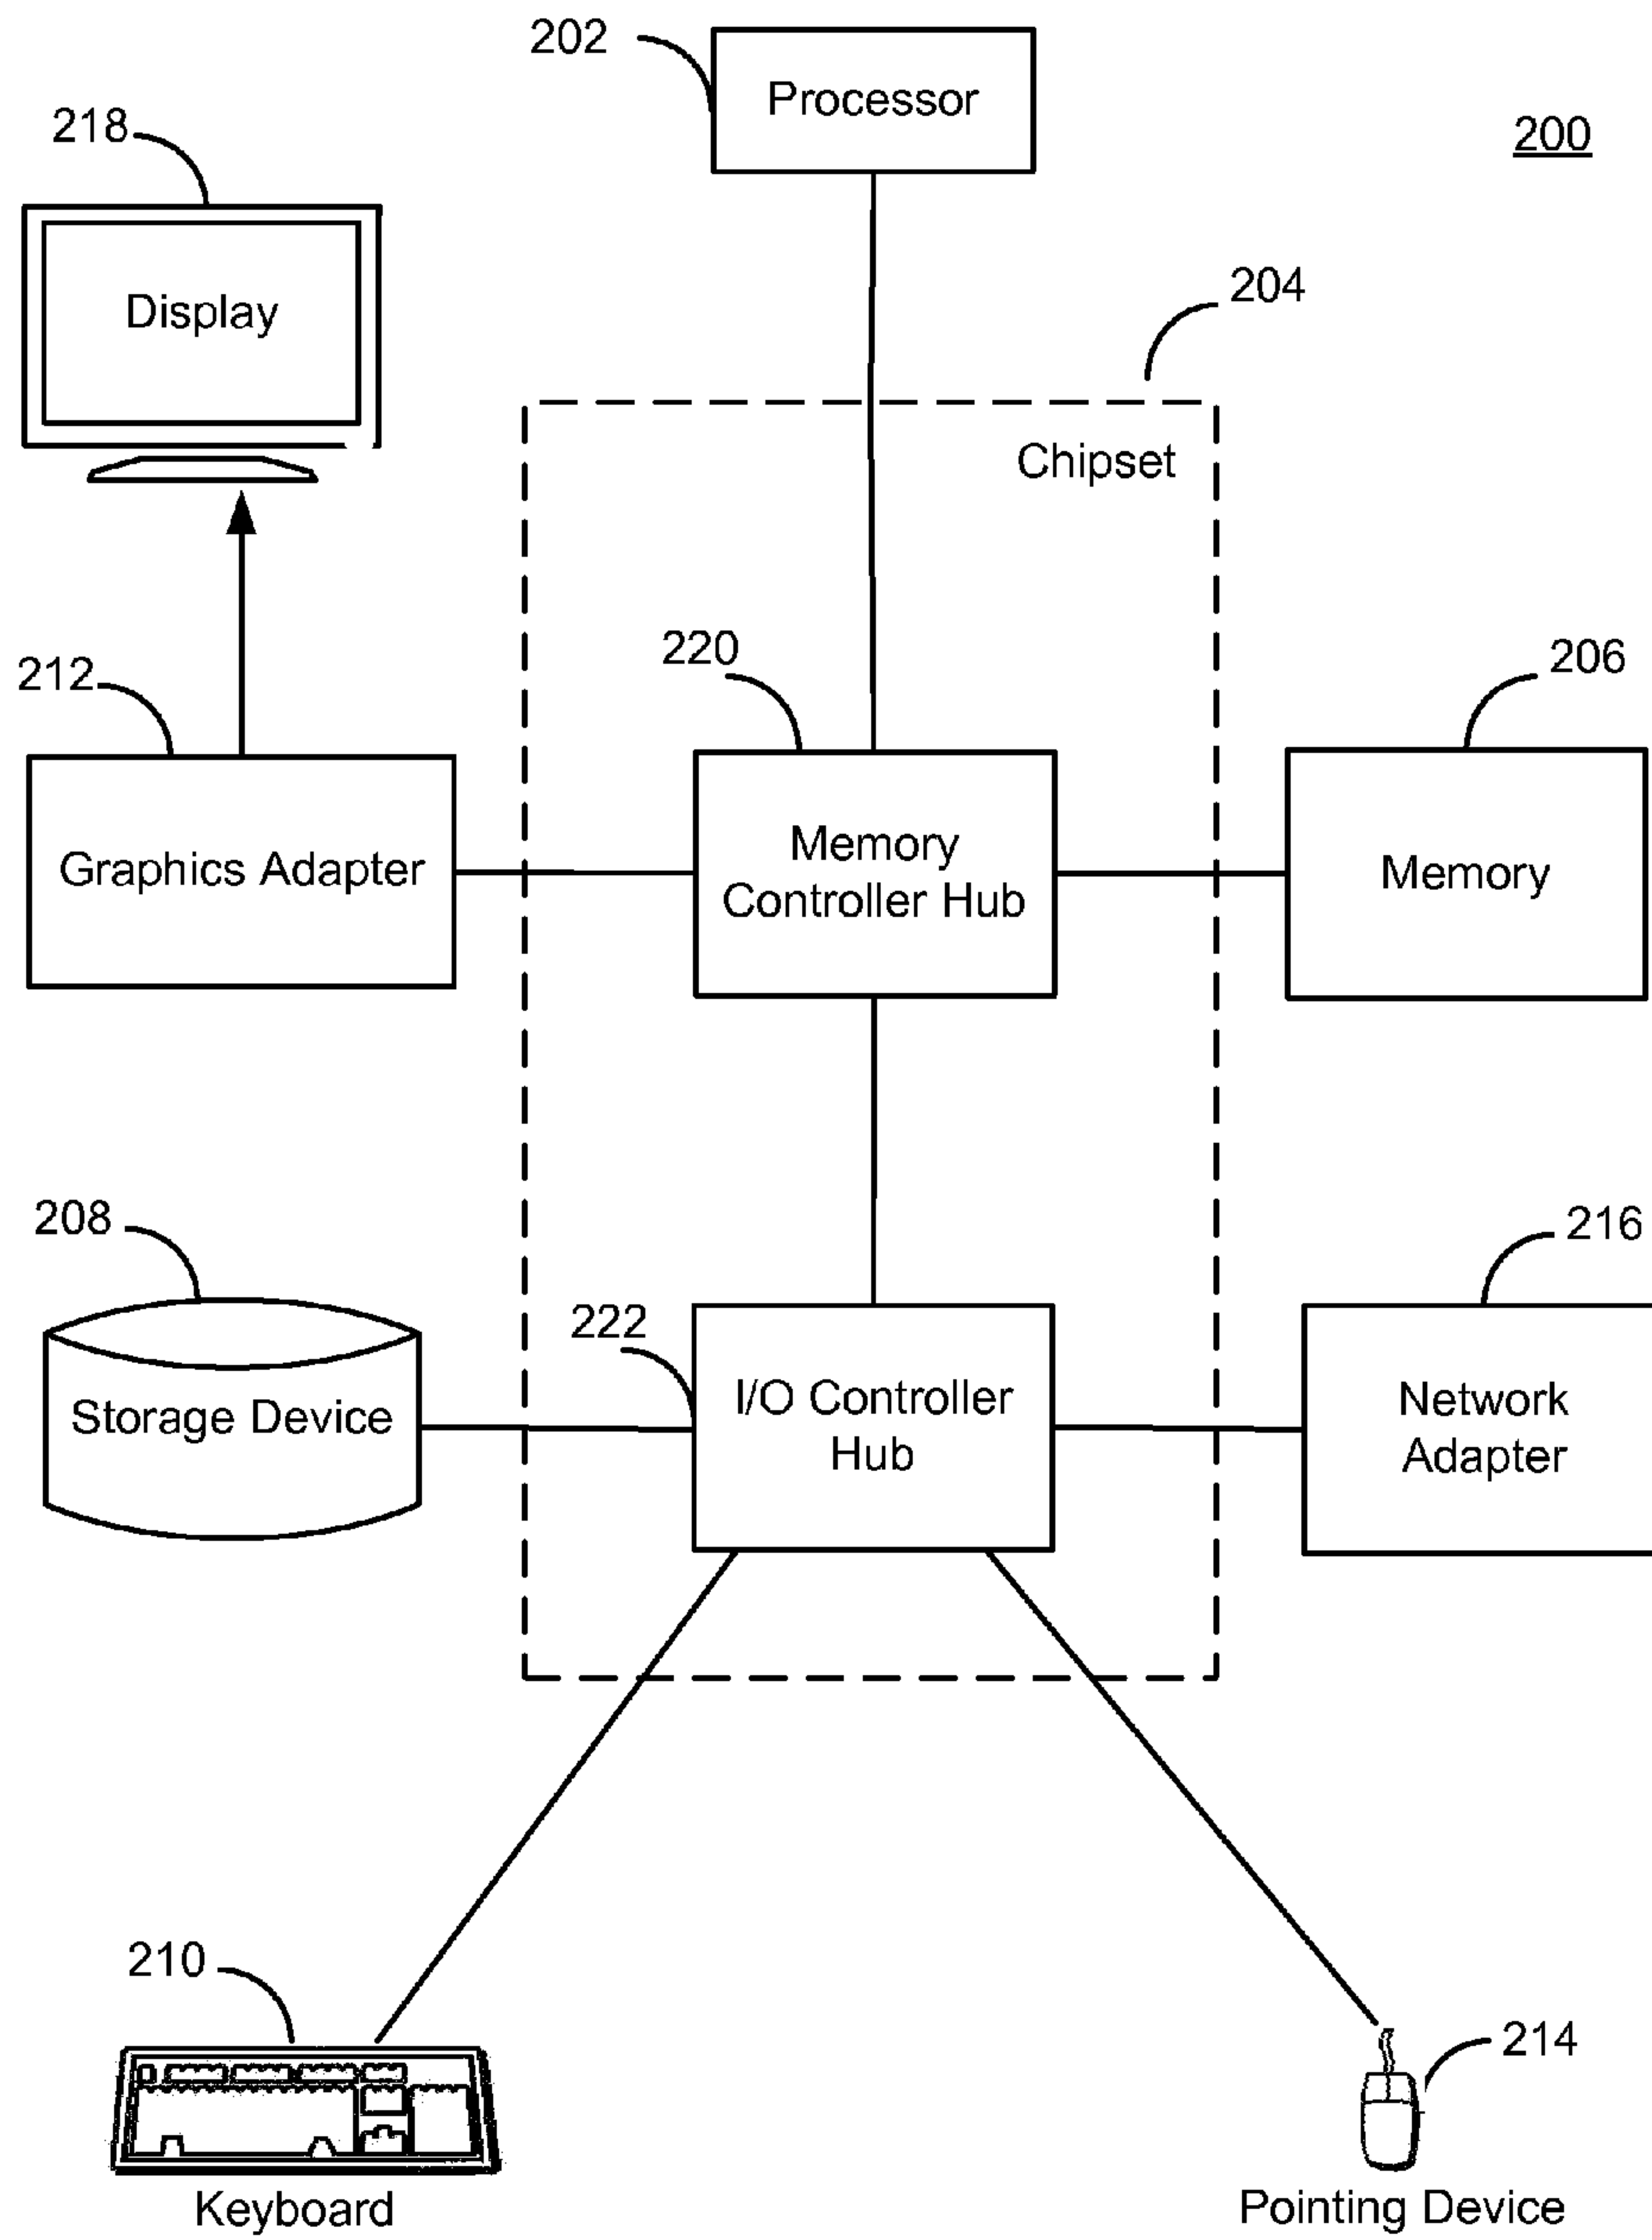 202
Processor
200
218
Display
204
Chipset
220
206
212
Memory
Controller Hub
Graphics Adapter
Memory
208
216
222
I/O Controller
Hub
Storage Device
Network
Adapter
210
214
Keyboard
Pointing Device